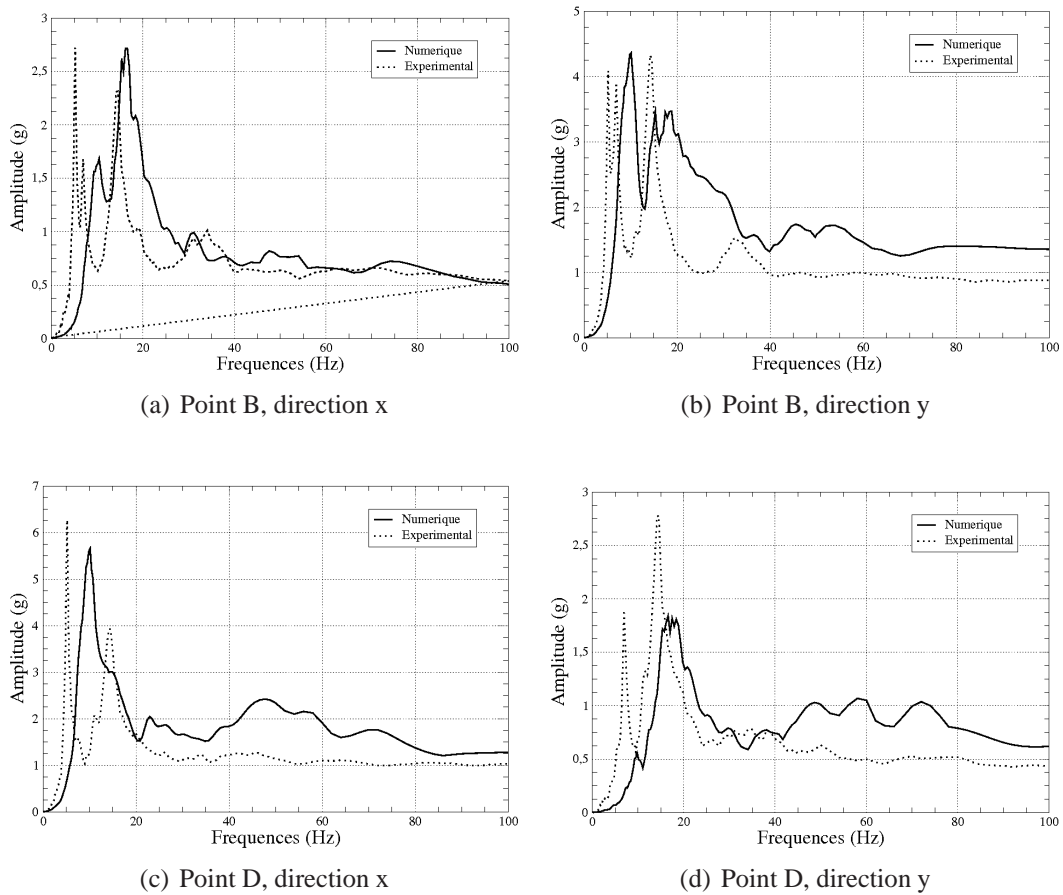 3
2,5
2
1,5
1
0,5
0
Amplitude (g)
Numerique
Experimental
0 20 40 60 80 100
Frequences (Hz)
(a) Point B, direction x
5
4
3
2
1
0
Amplitude (g)
Numerique
Experimental
0 20 40 60 80 100
Frequences (Hz)
(b) Point B, direction y
7
6
5
4
3
2
1
0
Amplitude (g)
Numerique
Experimental
0 20 40 60 80 100
Frequences (Hz)
(c) Point D, direction x
3
2,5
2
1,5
1
0,5
0
Amplitude (g)
Numerique
Experimental
0 20 40 60 80 100
Frequences (Hz)
(d) Point D, direction y